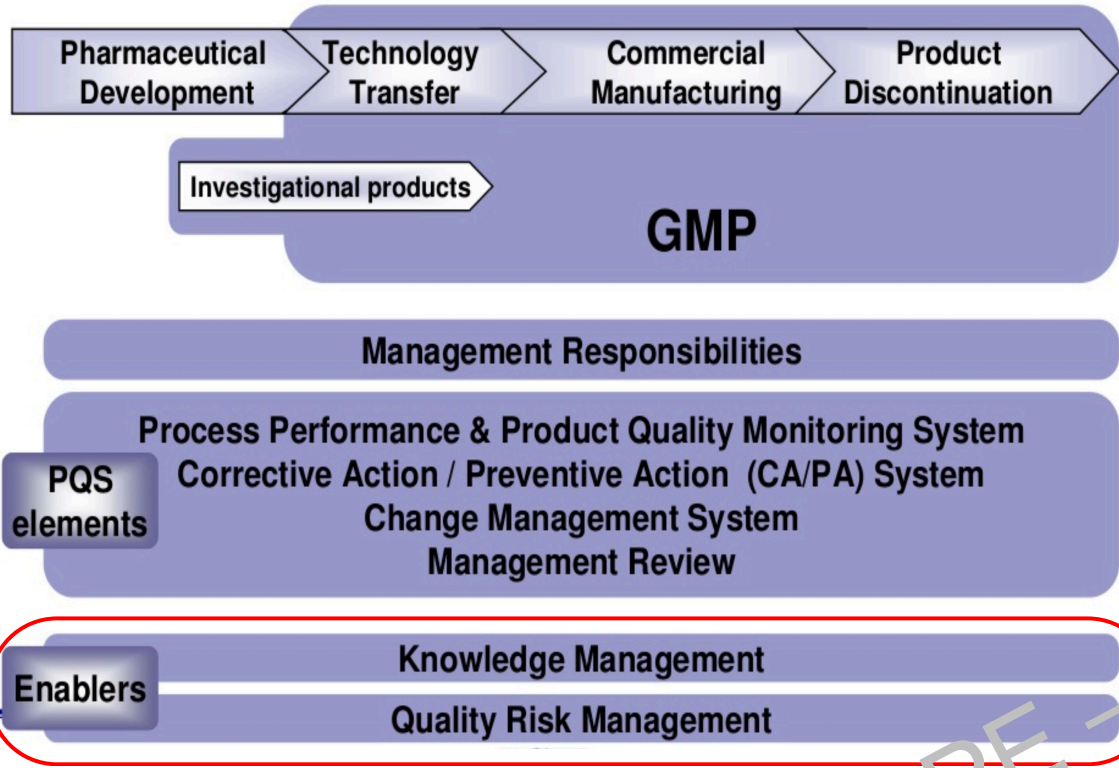 Pharmaceutical
Development
Technology
Transfer
Commercial
Manufacturing
Product
Discontinuation
Investigational products
GMP
Management Responsibilities
Process Performance & Product Quality Monitoring System
Corrective Action / Preventive Action (CA/PA) System
Change Management System
Management Review
PQS
elements
Enablers
Knowledge Management
Quality Risk Management